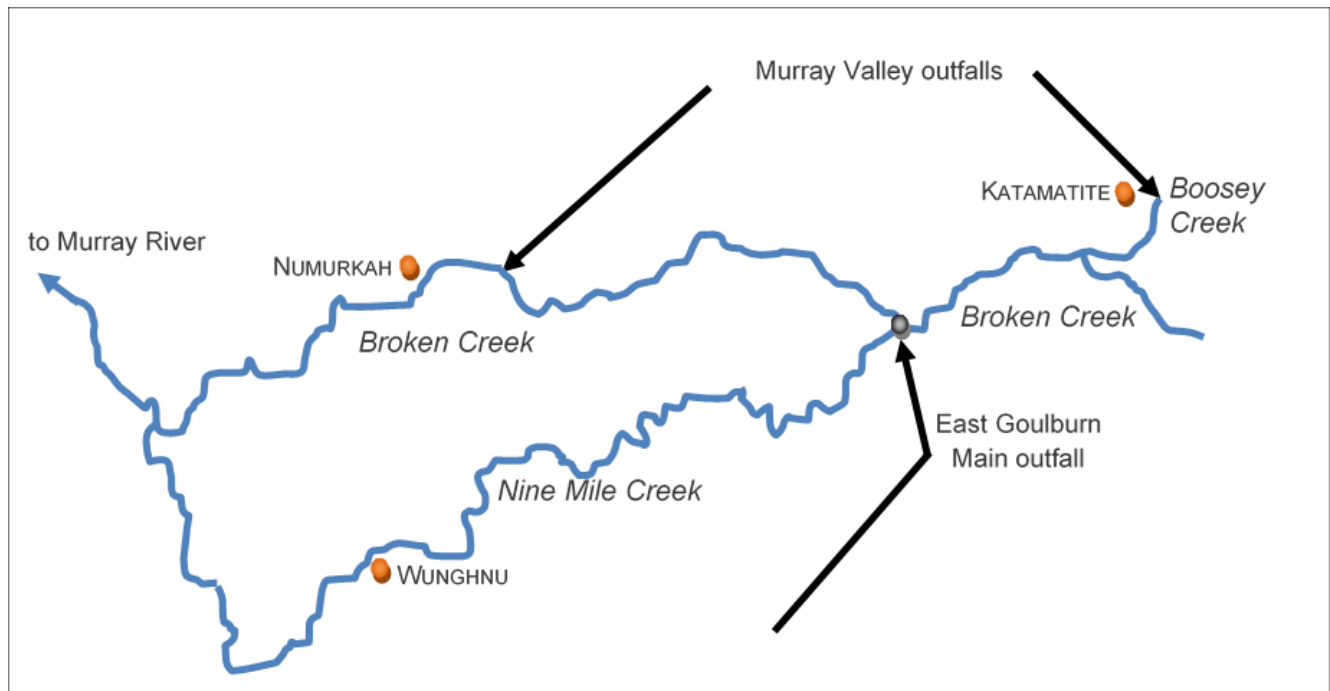 Murray Valley outfalls
KATAMATITE
Boosey
Creek
to Murray River
NUMURKAH
Broken Creek
Broken Creek
East Goulburn
Main outfall
Nine Mile Creek
WUNGHNU